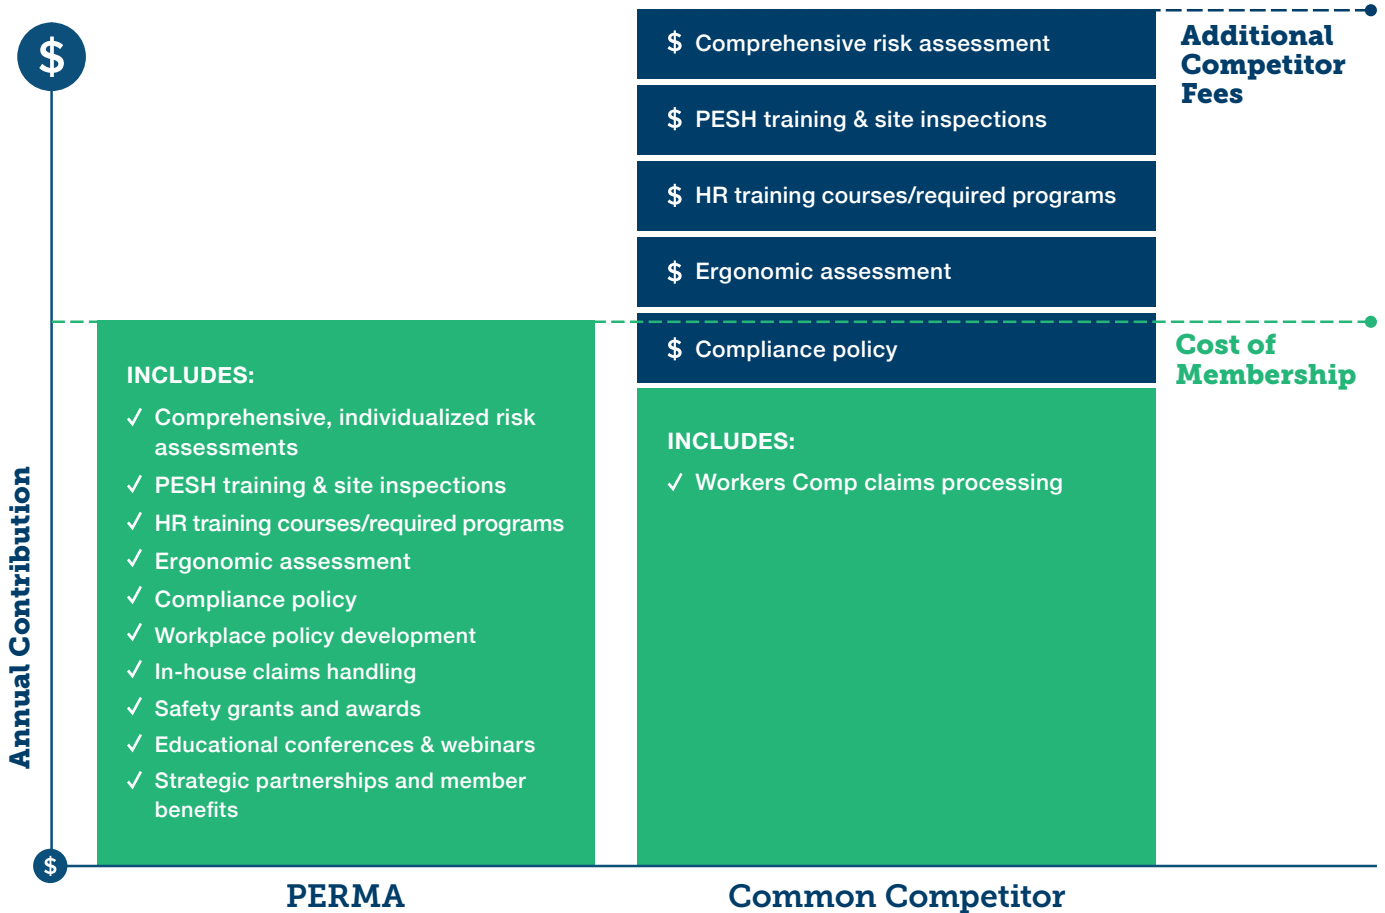 $
Annual Contribution
$
INCLUDES:
✓ Comprehensive, individualized risk
assessments
✓ PESH training & site inspections
✓ HR training courses/required programs
✓ Ergonomic assessment
✓ Compliance policy
✓ Workplace policy development
✓ In-house claims handling
✓ Safety grants and awards
✓ Educational conferences & webinars
✓ Strategic partnerships and member
benefits
PERMA
$ Comprehensive risk assessment
$ PESH training & site inspections
$ HR training courses/required programs
$ Ergonomic assessment
$ Compliance policy
INCLUDES:
✓ Workers Comp claims processing
Common Competitor
Additional
Competitor
Fees
Cost of
Membership